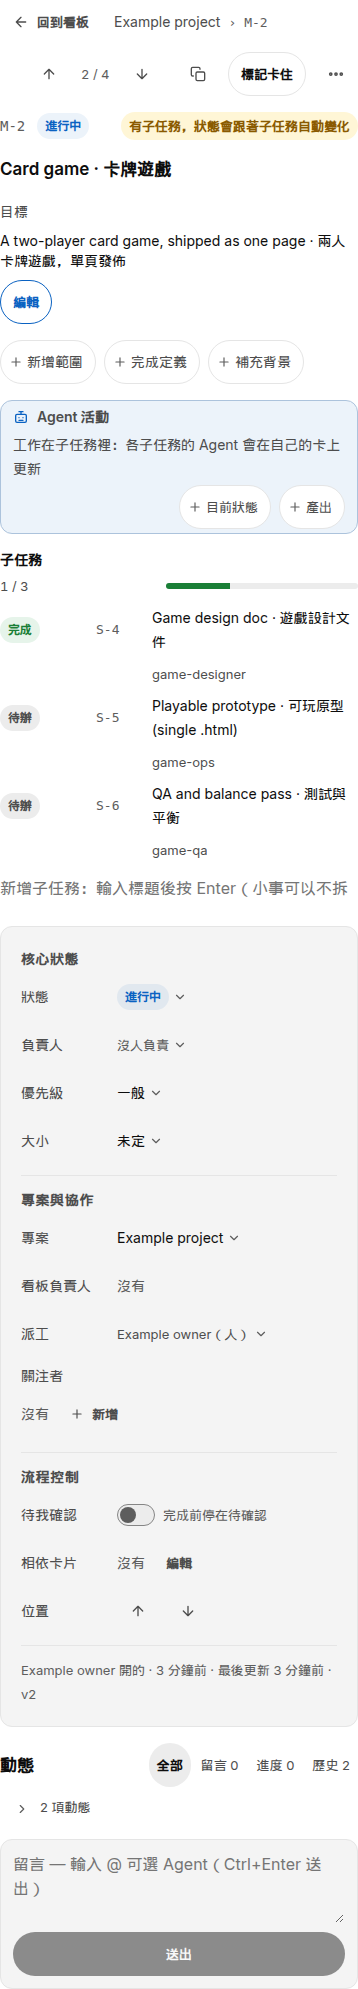 回到看板 Example project › M-2
2 / 4 標記卡住
M-2 進行中 有子任務，狀態會跟著子任務自動變化
Card game · 卡牌遊戲
目標
A two-player card game, shipped as one page · 兩人
卡牌遊戲，單頁發佈
編輯
+ 新增範圍 + 完成定義 + 補充背景
Agent 活動
工作在子任務裡：各子任務的 Agent 會在自己的卡上
更新
+ 目前狀態 + 產出
子任務
1 / 3
完成 S-4 Game design doc · 遊戲設計文
件
game-designer
待辦 S-5 Playable prototype · 可玩原型
(single .html)
game-ops
待辦 S-6 QA and balance pass · 測試與
平衡
game-qa
新增子任務：輸入標題後按 Enter（小事可以不拆
核心狀態
狀態 進行中
負責人 沒人負責
優先級 一般
大小 未定
專案與協作
專案 Example project
看板負責人 沒有
派工 Example owner（人）
關注者
沒有 + 新增
流程控制
待我確認 完成前停在待確認
相依卡片 沒有 編輯
位置
Example owner 開的 · 3 分鐘前 · 最後更新 3 分鐘前 ·
v2
動態 全部 留言 0 進度 0 歷史 2
2 項動態
留言 — 輸入 @ 可選 Agent（Ctrl+Enter 送
出）
送出